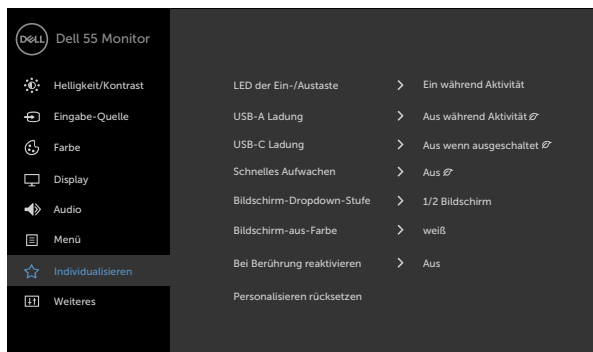 DELL Dell 55 Monitor
Helligkeit/Kontrast
Eingabe-Quelle
Farbe
Display
Audio
Menü
Individualisieren
Weiteres
LED der Ein-/Austaste > Ein während Aktivität
USB-A Ladung > Aus während Aktivität
USB-C Ladung > Aus wenn ausgeschaltet
Schnelles Aufwachen > Aus
Bildschirm-Dropdown-Stufe > 1/2 Bildschirm
Bildschirm-aus-Farbe > weiß
Bei Berührung reaktivieren > Aus
Personalisieren rücksetzen